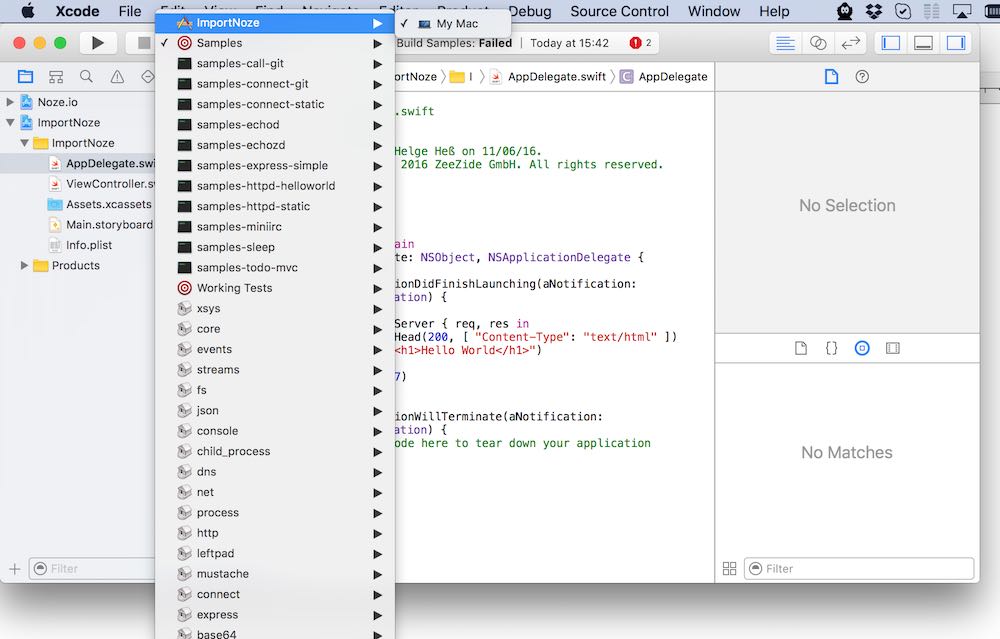 Xcode File Edit View Find Navigate Editor Product Debug Source Control Window Help
ImportNoze
My Mac
Samples
Build Samples: Failed | Today at 15:42 2
samples-call-git
samples-connect-git
ortNoze I AppDelegate.swift C AppDelegate
samples-connect-static
samples-echod
samples-echozd
samples-express-simple
samples-httpd-helloworld
samples-httpd-static
samples-miniirc
samples-sleep
samples-todo-mvc
Working Tests
xsys
core
events
streams
fs
json
console
child_process
dns
net
process
http
leftpad
mustache
connect
express
base64
Noze.io
ImportNoze
ImportNoze
AppDelegate.swi
ViewController.sw
Assets.xcassets
Main.storyboard
Info.plist
Products
Filter
.swift
Helge Heß on 11/06/16.
2016 ZeeZide GmbH. All rights reserved.
ain
te: NSObject, NSApplicationDelegate {
ionDidFinishLaunching(aNotification:
ation) {
Server { req, res in
Head(200, [ "Content-Type": "text/html" ])
<h1>Hello World</h1>")
7)
ionWillTerminate(aNotification:
ation) {
ode here to tear down your application
No Selection
{}
No Matches
Filter